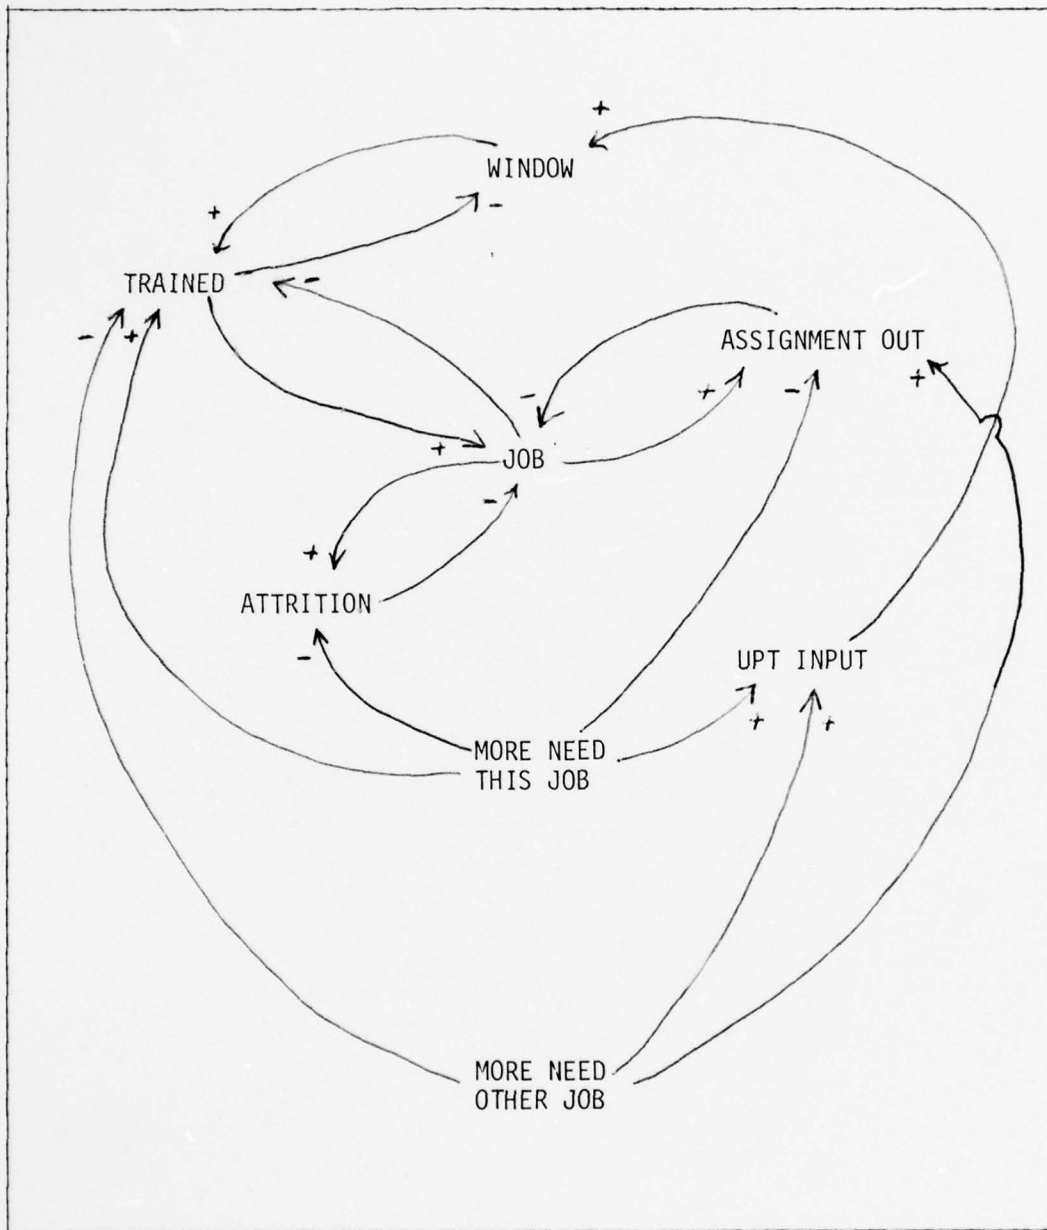 +
WINDOW
-
+
TRAINED
-
-
+
ASSIGNMENT OUT
+
-
+
-
-
+
JOB
-
+
ATTRITION
-
UPT INPUT
+
+
MORE NEED
THIS JOB
MORE NEED
OTHER JOB